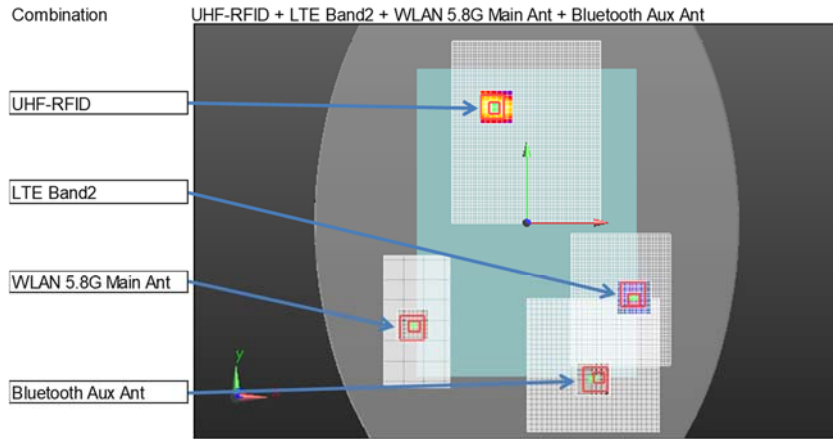 Combination UHF-RFID + LTE Band2 + WLAN 5.8G Main Ant + Bluetooth Aux Ant
UHF-RFID
LTE Band2
WLAN 5.8G Main Ant
y
Bluetooth Aux Ant